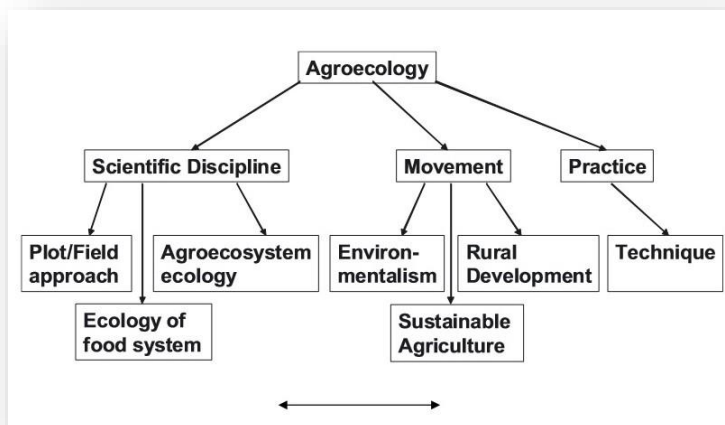 Agroecology
Scientific Discipline
Movement
Practice
Plot/Field
approach
Agroecosystem
ecology
Environ-
mentalism
Rural
Development
Technique
Ecology of
food system
Sustainable
Agriculture